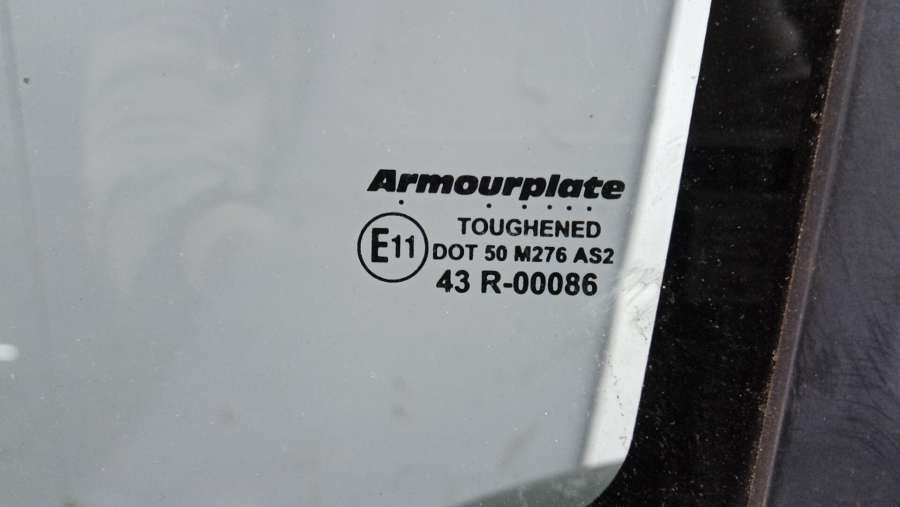 Armourplate
TOUGHENED
E11
DOT 50 M276 AS2
43 R-00086